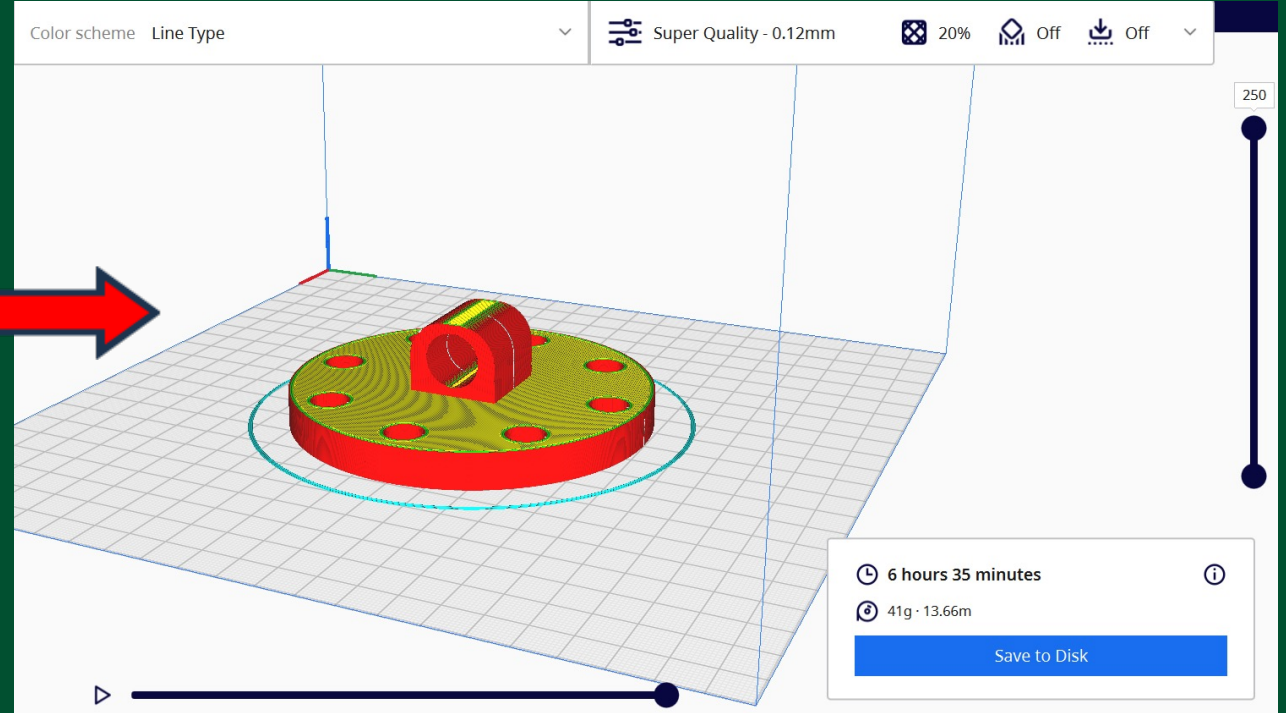 Color scheme Line Type
Super Quality - 0.12mm 20% Off Off
250
6 hours 35 minutes
41g · 13.66m
Save to Disk